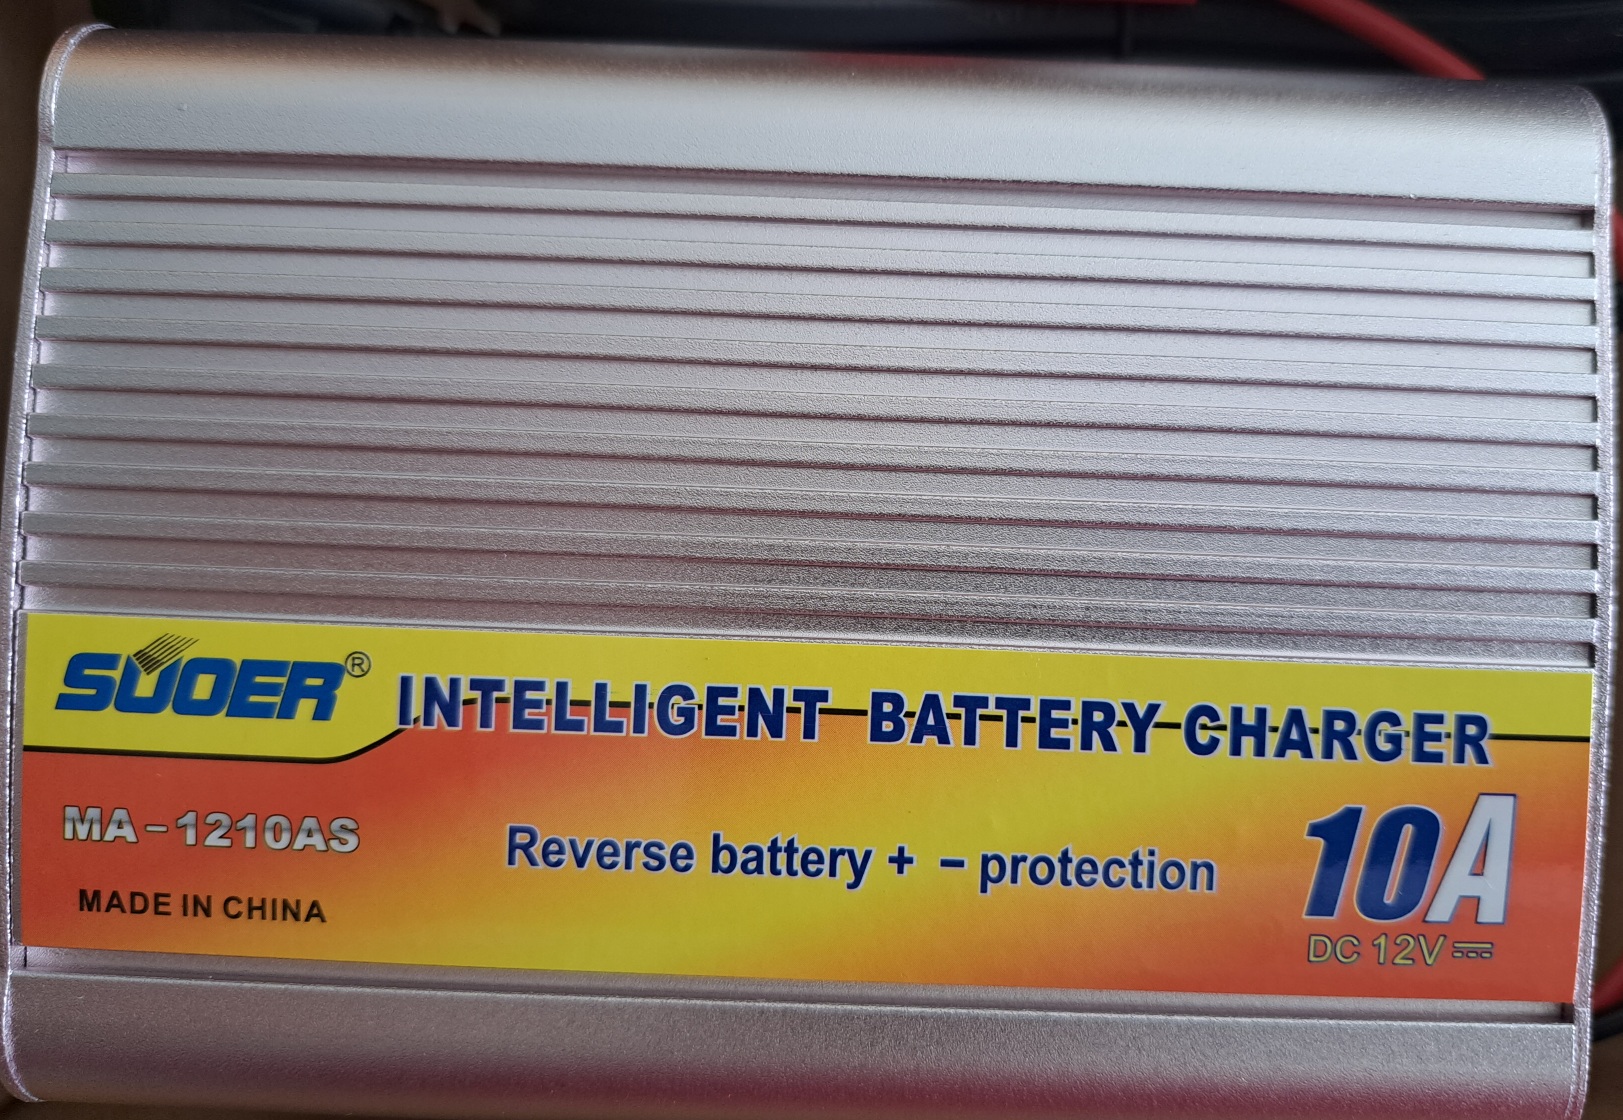 SUOER® INTELLIGENT BATTERY CHARGER
MA-1210AS
Reverse battery + - protection
10A
MADE IN CHINA
DC 12V⎓